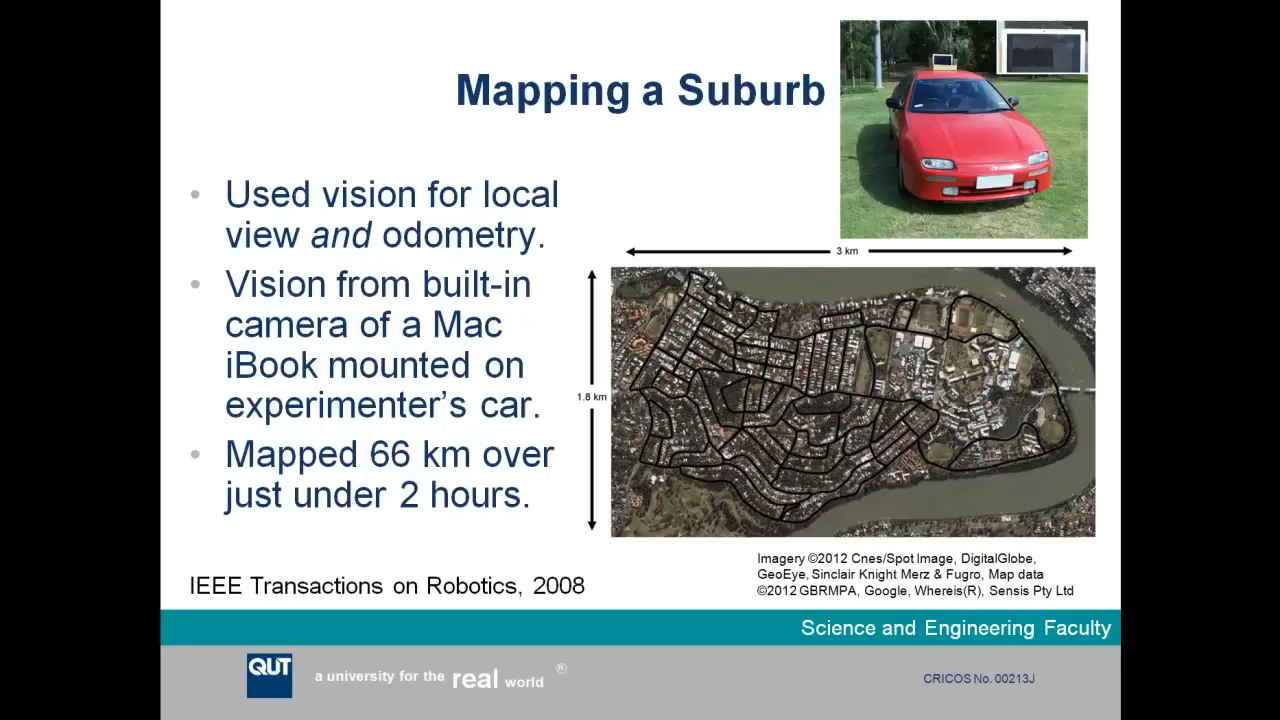 Mapping a Suburb
• Used vision for local
view and odometry.
• Vision from built-in
camera of a Mac
iBook mounted on
experimenter's car.
• Mapped 66 km over
just under 2 hours.
3 km
1.8 km
Imagery ©2012 Cnes/Spot Image, DigitalGlobe,
GeoEye, Sinclair Knight Merz & Fugro, Map data
©2012 GBRMPA, Google, Whereis(R), Sensis Pty Ltd
IEEE Transactions on Robotics, 2008
Science and Engineering Faculty
QUT
a university for the real world ®
CRICOS No. 00213J